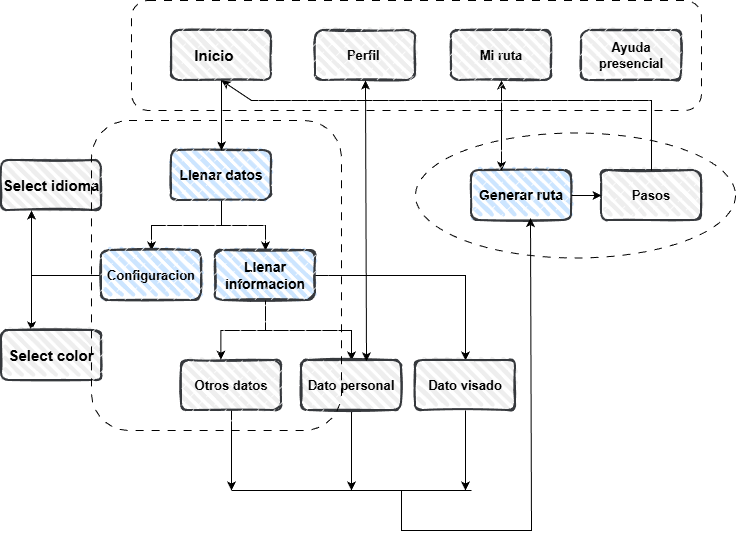 Inicio
Perfil
Mi ruta
Ayuda
presencial
Llenar datos
Select idioma
Generar ruta
Pasos
Configuracion
Llenar
informacion
Select color
Otros datos
Dato personal
Dato visado